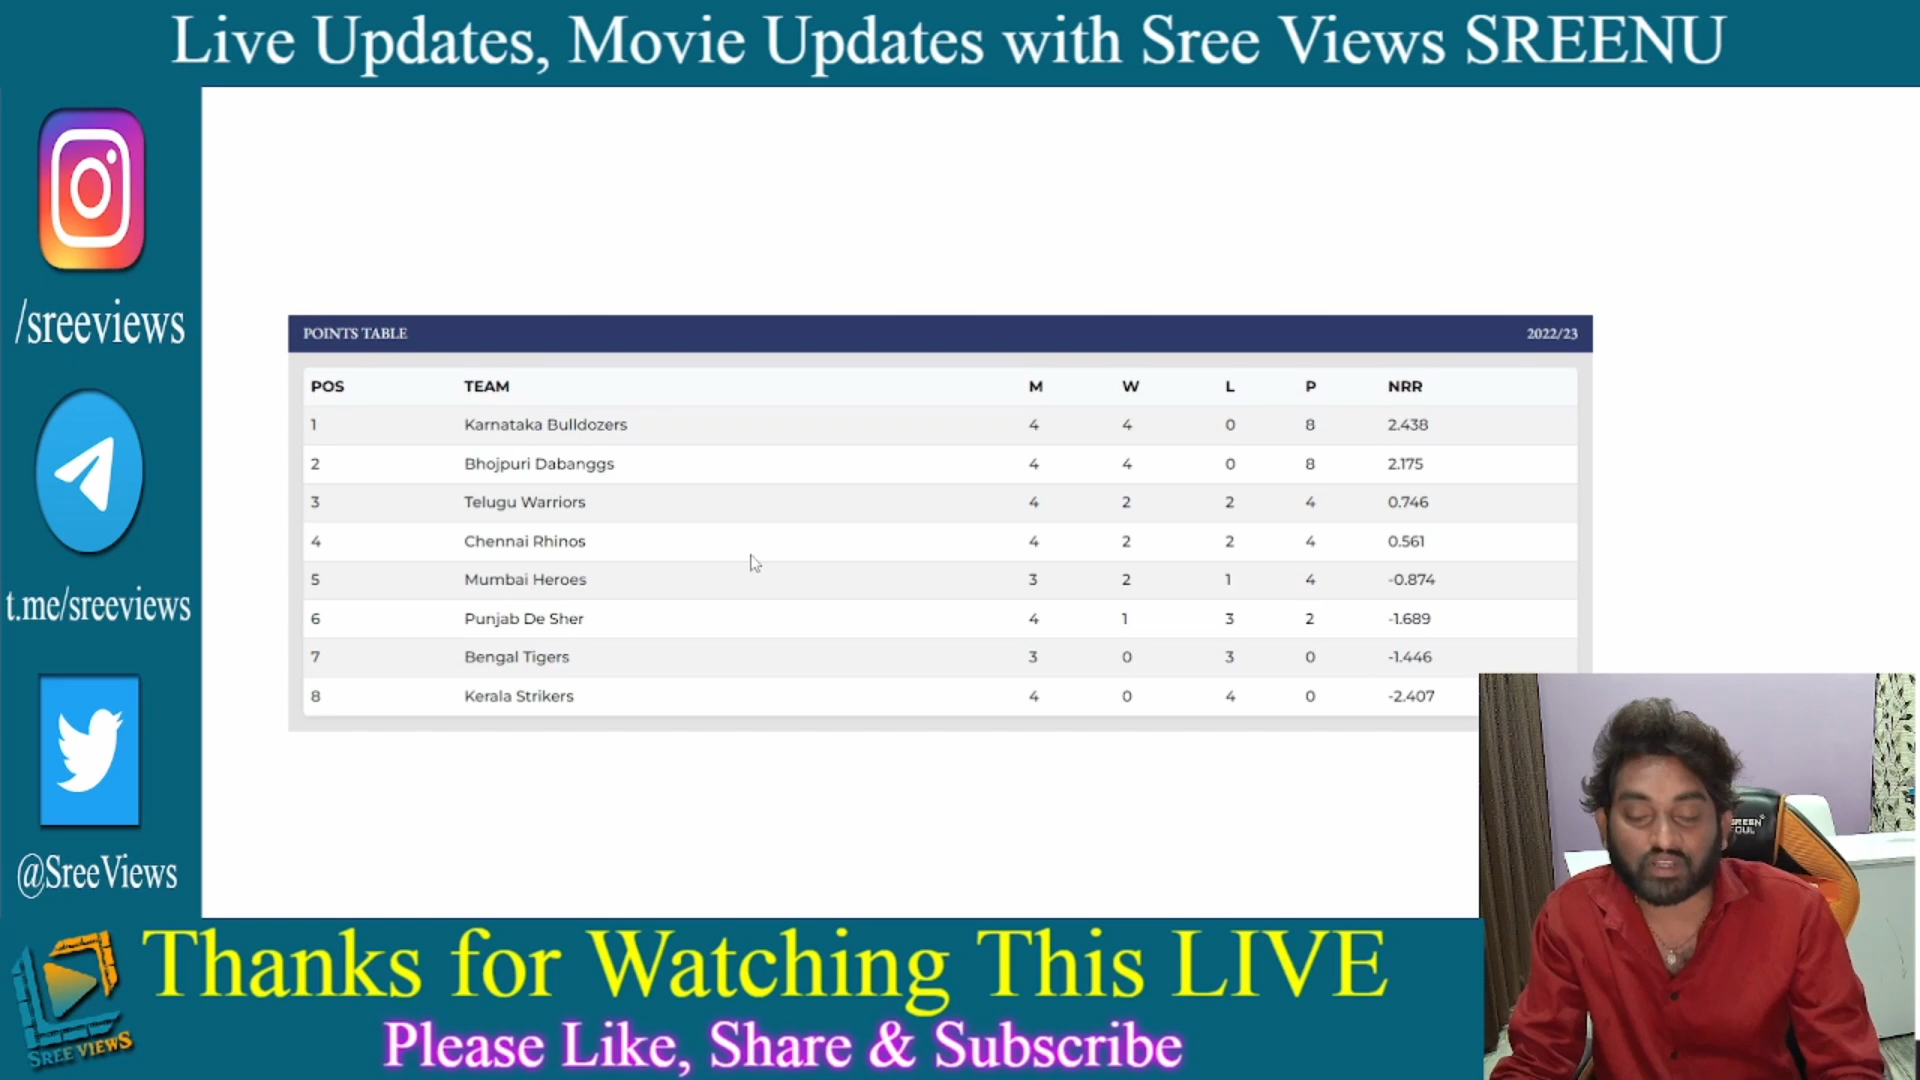 Live Updates, Movie Updates with Sree Views SREENU
/sreeviews
t.me/sreeviews
@SreeViews
POINTS TABLE 2022/23
POS TEAM M W L P NRR
1 Karnataka Bulldozers 4 4 0 8 2.438
2 Bhojpuri Dabanggs 4 4 0 8 2.175
3 Telugu Warriors 4 2 2 4 0.746
4 Chennai Rhinos 4 2 2 4 0.561
5 Mumbai Heroes 3 2 1 4 -0.874
6 Punjab De Sher 4 1 3 2 -1.689
7 Bengal Tigers 3 0 3 0 -1.446
8 Kerala Strikers 4 0 4 0 -2.407
SREE VIEWS
Thanks for Watching This LIVE
Please Like, Share & Subscribe